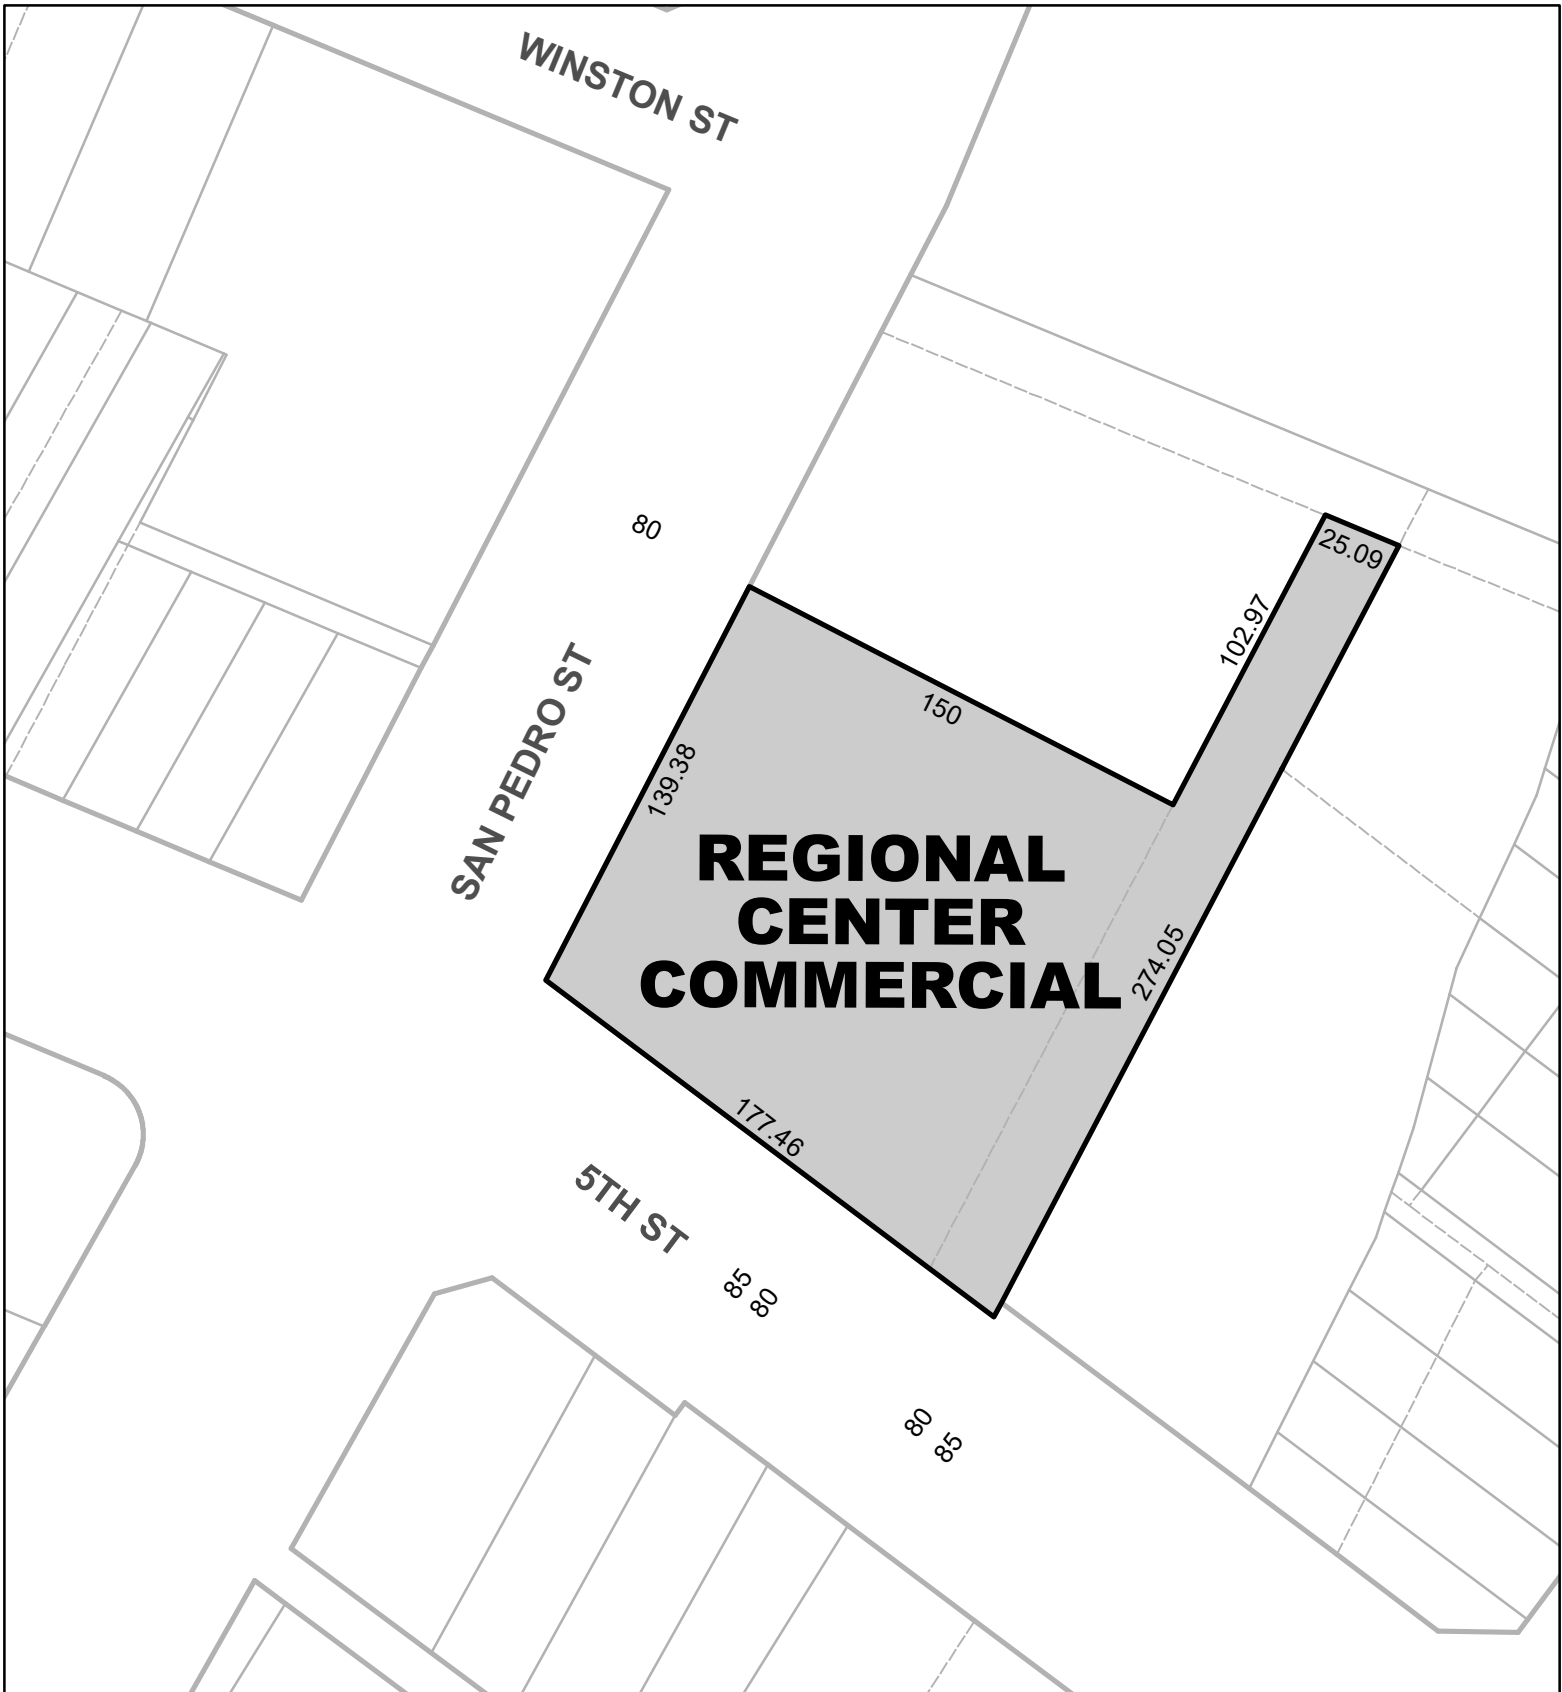 WINSTON ST
80
25.09
102.97
150
SAN PEDRO ST
139.38
REGIONAL
CENTER
COMMERCIAL
274.05
177.46
5TH ST
85
80
80
85